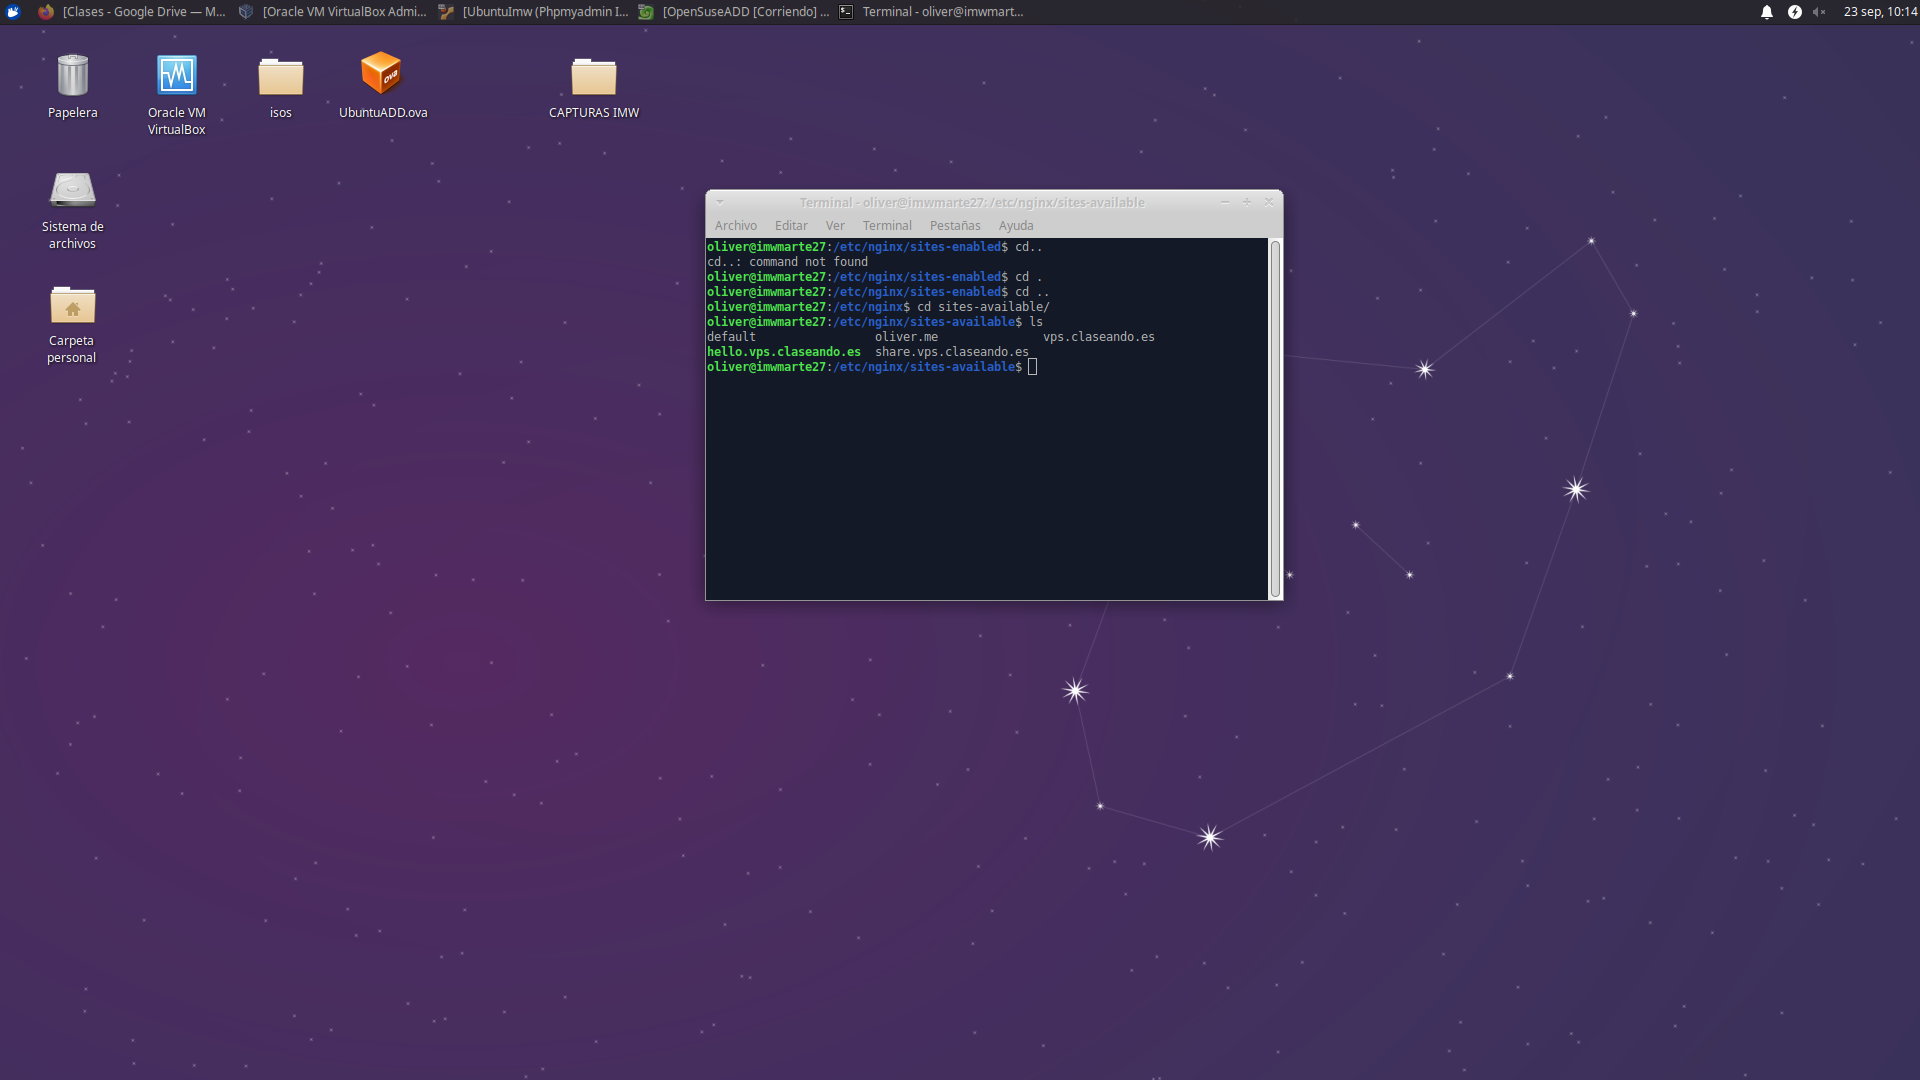 [Clases - Google Drive — M... [Oracle VM VirtualBox Admi... [UbuntuImw (Phpmyadmin I... [OpenSuseADD [Corriendo] ... Terminal - oliver@imwmart... 23 sep, 10:14
Papelera
Oracle VM
VirtualBox
isos
OVA
UbuntuADD.ova
CAPTURAS IMW
Sistema de
archivos
Carpeta
personal
Terminal - oliver@imwmarte27: /etc/nginx/sites-available
Archivo Editar Ver Terminal Pestañas Ayuda
oliver@imwmarte27:/etc/nginx/sites-enabled$ cd..
cd..: command not found
oliver@imwmarte27:/etc/nginx/sites-enabled$ cd .
oliver@imwmarte27:/etc/nginx/sites-enabled$ cd ..
oliver@imwmarte27:/etc/nginx$ cd sites-available/
oliver@imwmarte27:/etc/nginx/sites-available$ ls
default oliver.me vps.claseando.es
hello.vps.claseando.es share.vps.claseando.es
oliver@imwmarte27:/etc/nginx/sites-available$